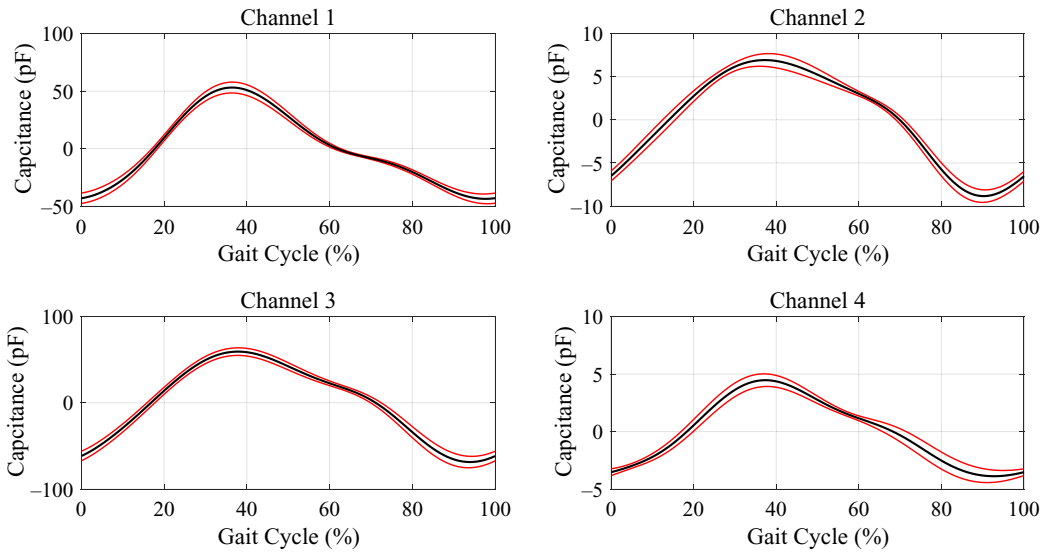 Channel 1
Capcitance (pF)
100
50
0
–50
0 20 40 60 80 100
Gait Cycle (%)
Channel 2
Capcitance (pF)
10
5
0
–5
–10
0 20 40 60 80 100
Gait Cycle (%)
Channel 3
Capcitance (pF)
100
0
–100
0 20 40 60 80 100
Gait Cycle (%)
Channel 4
Capcitance (pF)
10
5
0
–5
0 20 40 60 80 100
Gait Cycle (%)